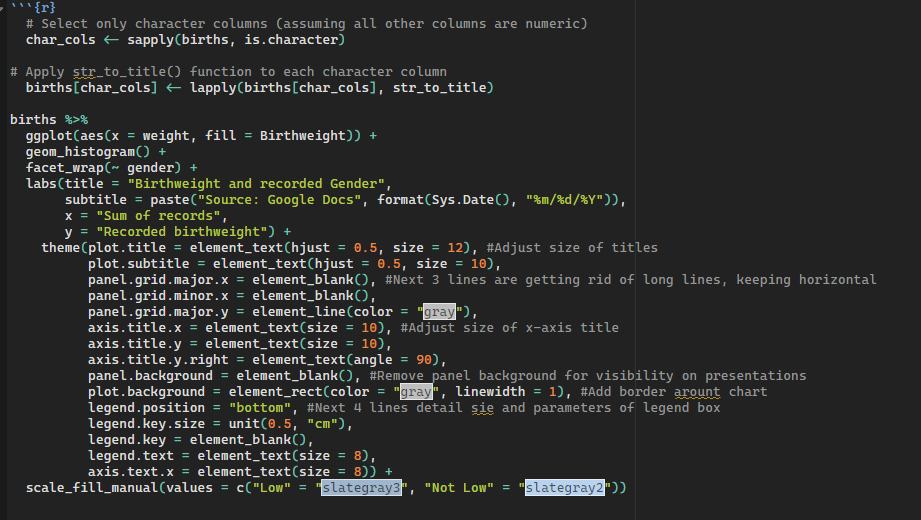 ```{r}
# Select only character columns (assuming all other columns are numeric)
char_cols <- sapply(births, is.character)
# Apply str_to_title() function to each character column
births[char_cols] <- lapply(births[char_cols], str_to_title)
births %>%
ggplot(aes(x = weight, fill = Birthweight)) +
geom_histogram() +
facet_wrap(~ gender) +
labs(title = "Birthweight and recorded Gender",
subtitle = paste("Source: Google Docs", format(Sys.Date(), "%m/%d/%Y")),
x = "Sum of records",
y = "Recorded birthweight") +
theme(plot.title = element_text(hjust = 0.5, size = 12), #Adjust size of titles
plot.subtitle = element_text(hjust = 0.5, size = 10),
panel.grid.major.x = element_blank(), #Next 3 lines are getting rid of long lines, keeping horizontal
panel.grid.minor.x = element_blank(),
panel.grid.major.y = element_line(color = "gray"),
axis.title.x = element_text(size = 10), #Adjust size of x-axis title
axis.title.y = element_text(size = 10),
axis.title.y.right = element_text(angle = 90),
panel.background = element_blank(), #Remove panel background for visibility on presentations
plot.background = element_rect(color = "gray", linewidth = 1), #Add border arount chart
legend.position = "bottom", #Next 4 lines detail sie and parameters of legend box
legend.key.size = unit(0.5, "cm"),
legend.key = element_blank(),
legend.text = element_text(size = 8),
axis.text.x = element_text(size = 8)) +
scale_fill_manual(values = c("Low" = "slategray3", "Not Low" = "slategray2"))